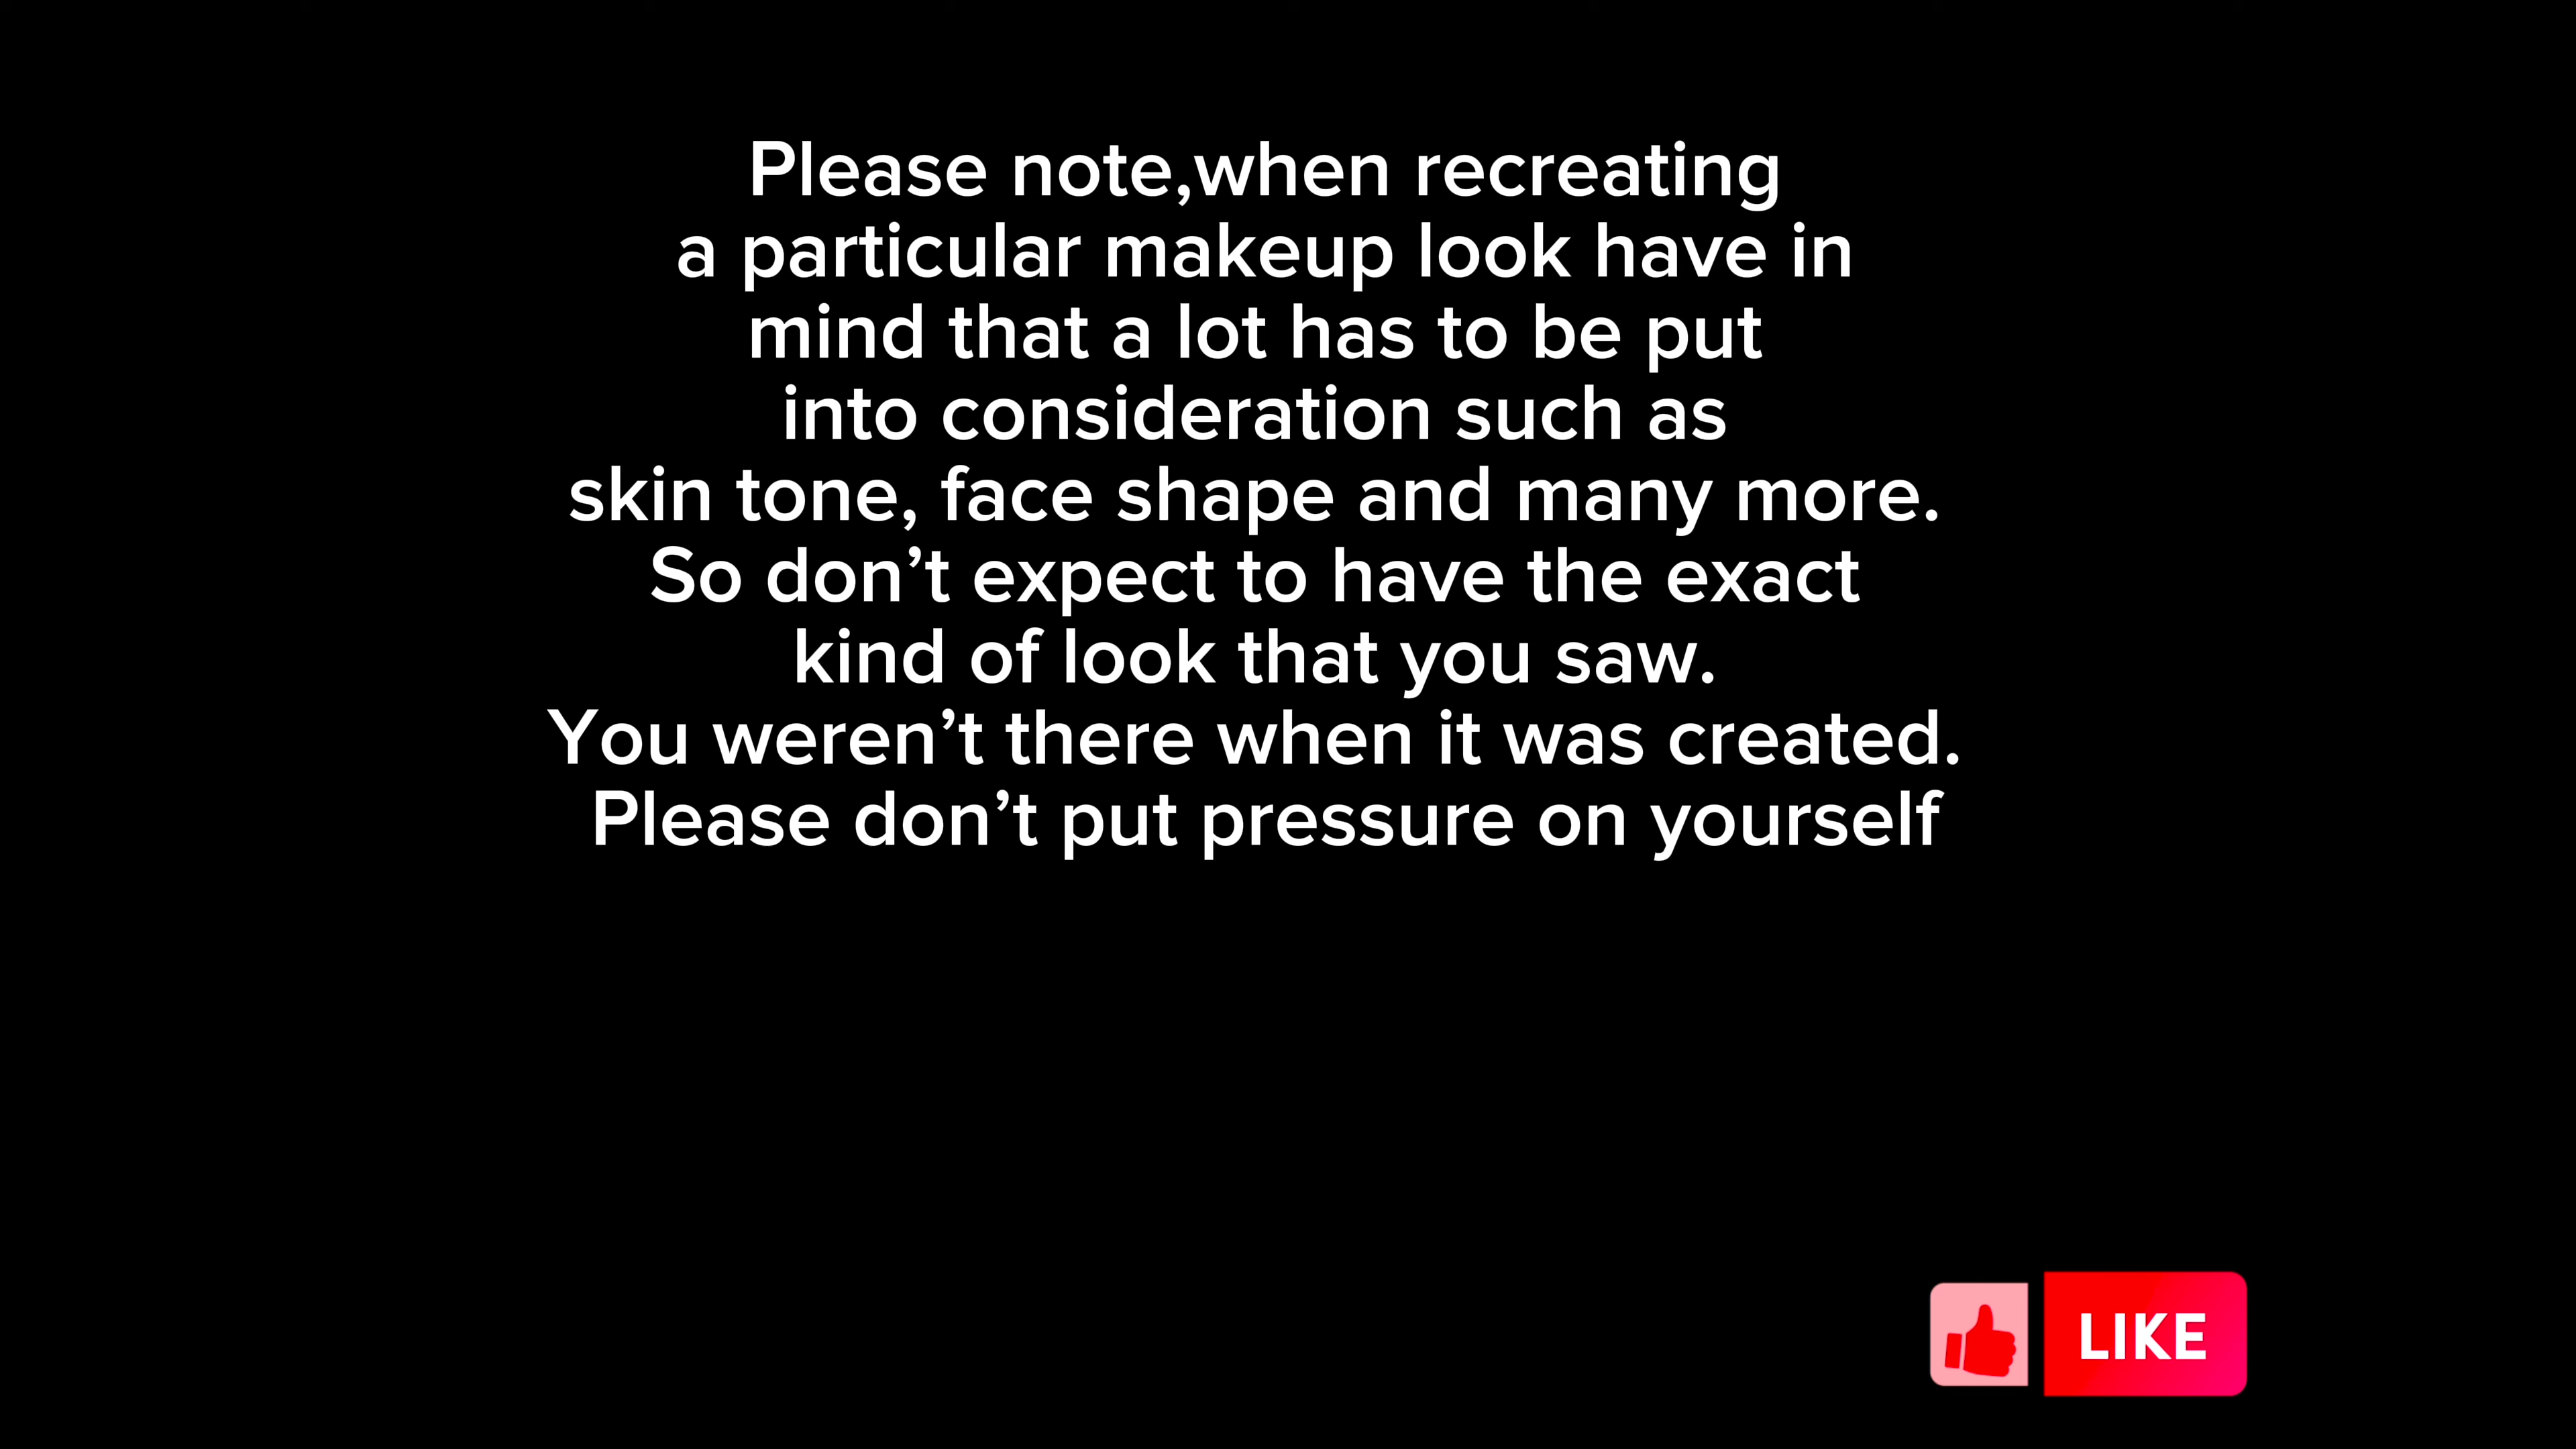 Please note,when recreating
a particular makeup look have in
mind that a lot has to be put
into consideration such as
skin tone, face shape and many more.
So don’t expect to have the exact
kind of look that you saw.
You weren’t there when it was created.
Please don’t put pressure on yourself
LIKE